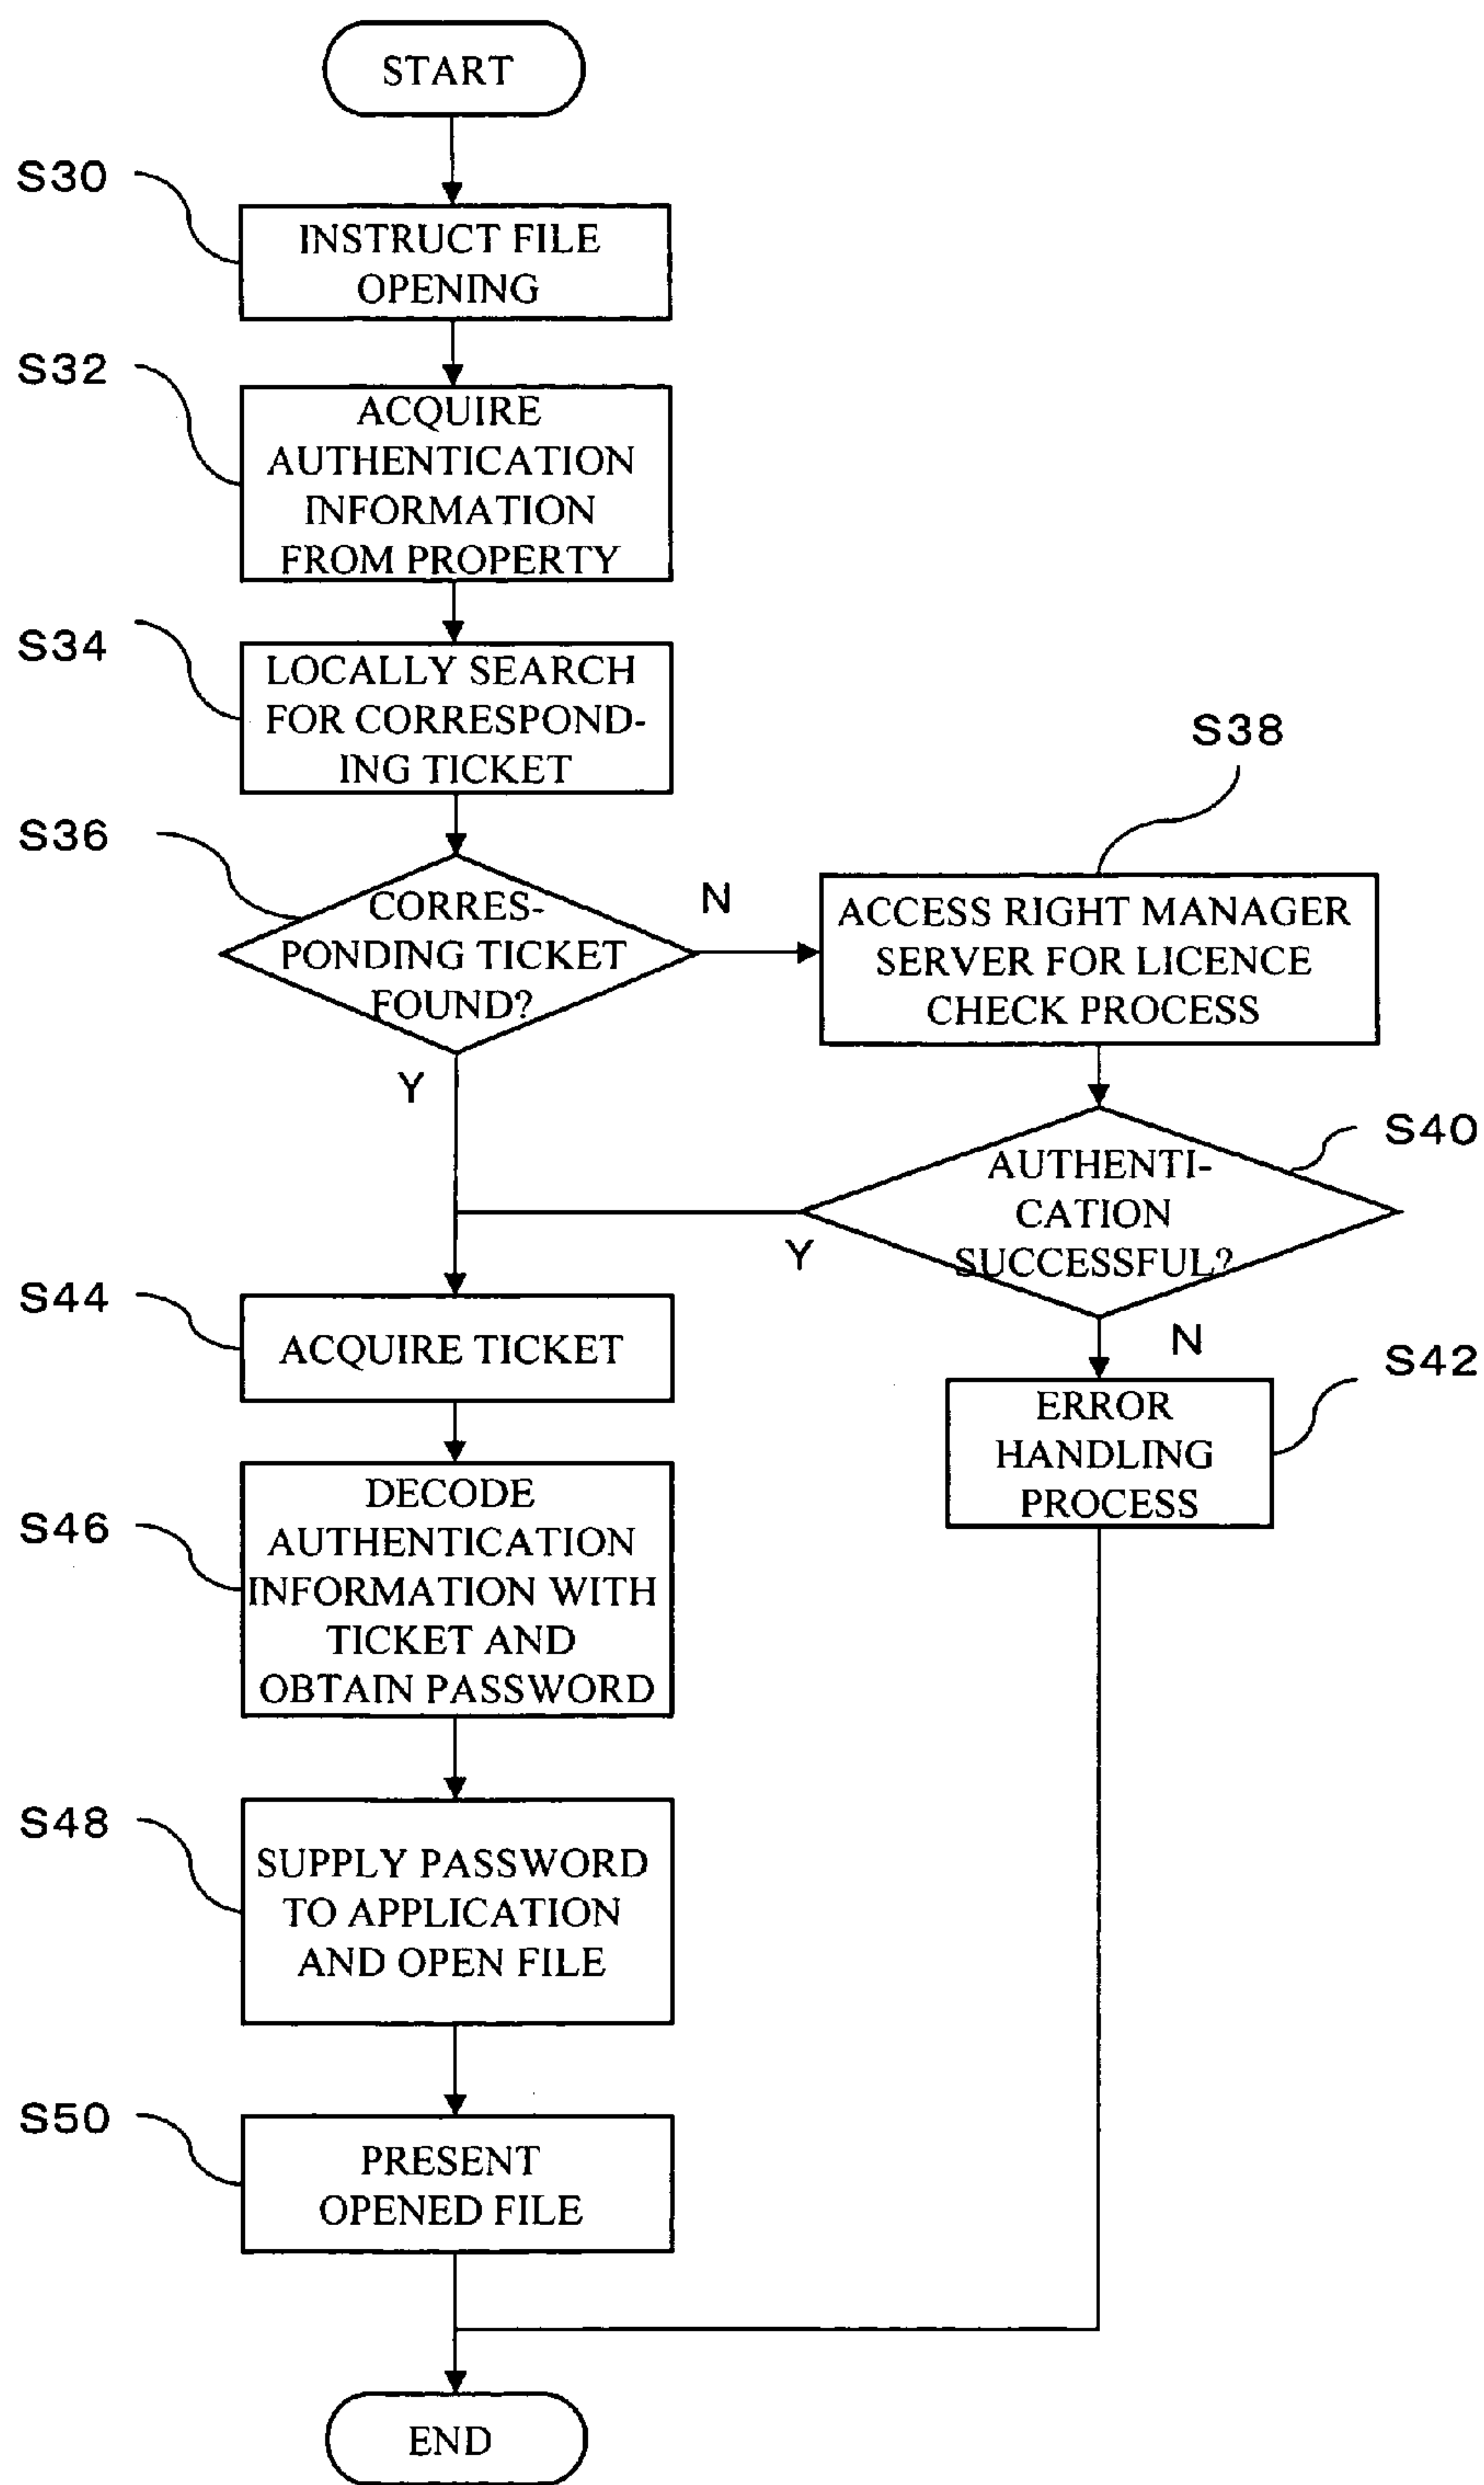 START
S30
INSTRUCT FILE
OPENING
S32
ACQUIRE
AUTHENTICATION
INFORMATION
FROM PROPERTY
S34
LOCALLY SEARCH
FOR CORRESPOND-
ING TICKET
S36
CORRES-
PONDING TICKET
FOUND?
N
Y
S38
ACCESS RIGHT MANAGER
SERVER FOR LICENCE
CHECK PROCESS
S40
AUTHENTI-
CATION
SUCCESSFUL?
Y
N
S42
ERROR
HANDLING
PROCESS
S44
ACQUIRE TICKET
S46
DECODE
AUTHENTICATION
INFORMATION WITH
TICKET AND
OBTAIN PASSWORD
S48
SUPPLY PASSWORD
TO APPLICATION
AND OPEN FILE
S50
PRESENT
OPENED FILE
END